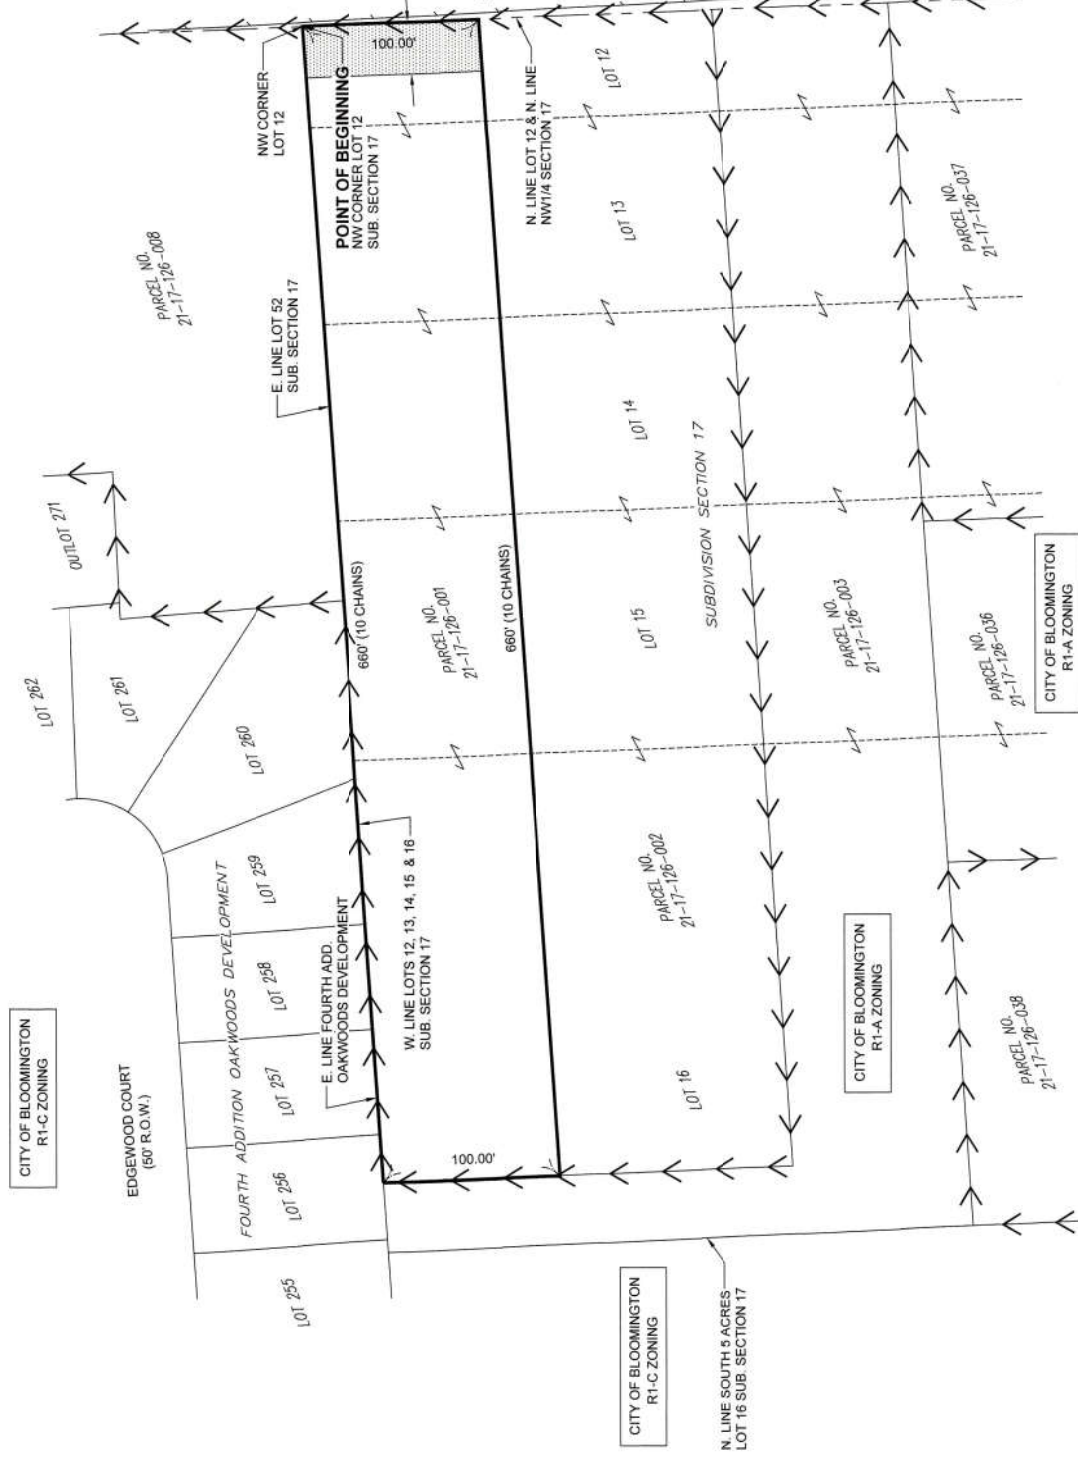 NW CORNER
LOT 12
100.00'
POINT OF BEGINNING
NW CORNER LOT 12
SUB. SECTION 17
N. LINE LOT 12 & N. LINE
NW1/4 SECTION 17
LOT 12
PARCEL NO.
21-17-126-008
E. LINE LOT 52
SUB. SECTION 17
LOT 13
PARCEL NO.
21-17-126-037
LOT 14
SUBDIVISION SECTION 17
OUTLOT 271
660' (10 CHAINS)
PARCEL NO.
21-17-126-001
660' (10 CHAINS)
LOT 15
PARCEL NO.
21-17-126-003
PARCEL NO.
21-17-126-036
CITY OF BLOOMINGTON
R1-A ZONING
LOT 262
LOT 261
LOT 260
LOT 259
LOT 258
LOT 257
LOT 256
LOT 255
FOURTH ADDITION OAKWOODS DEVELOPMENT
E. LINE FOURTH ADD.
OAKWOODS DEVELOPMENT
W. LINE LOTS 12, 13, 14, 15 & 16
SUB. SECTION 17
PARCEL NO.
21-17-126-002
CITY OF BLOOMINGTON
R1-A ZONING
CITY OF BLOOMINGTON
R1-C ZONING
EDGEWOOD COURT
(50' R.O.W.)
100.00'
LOT 16
PARCEL NO.
21-17-126-038
CITY OF BLOOMINGTON
R1-C ZONING
N. LINE SOUTH 5 ACRES
LOT 16 SUB. SECTION 17